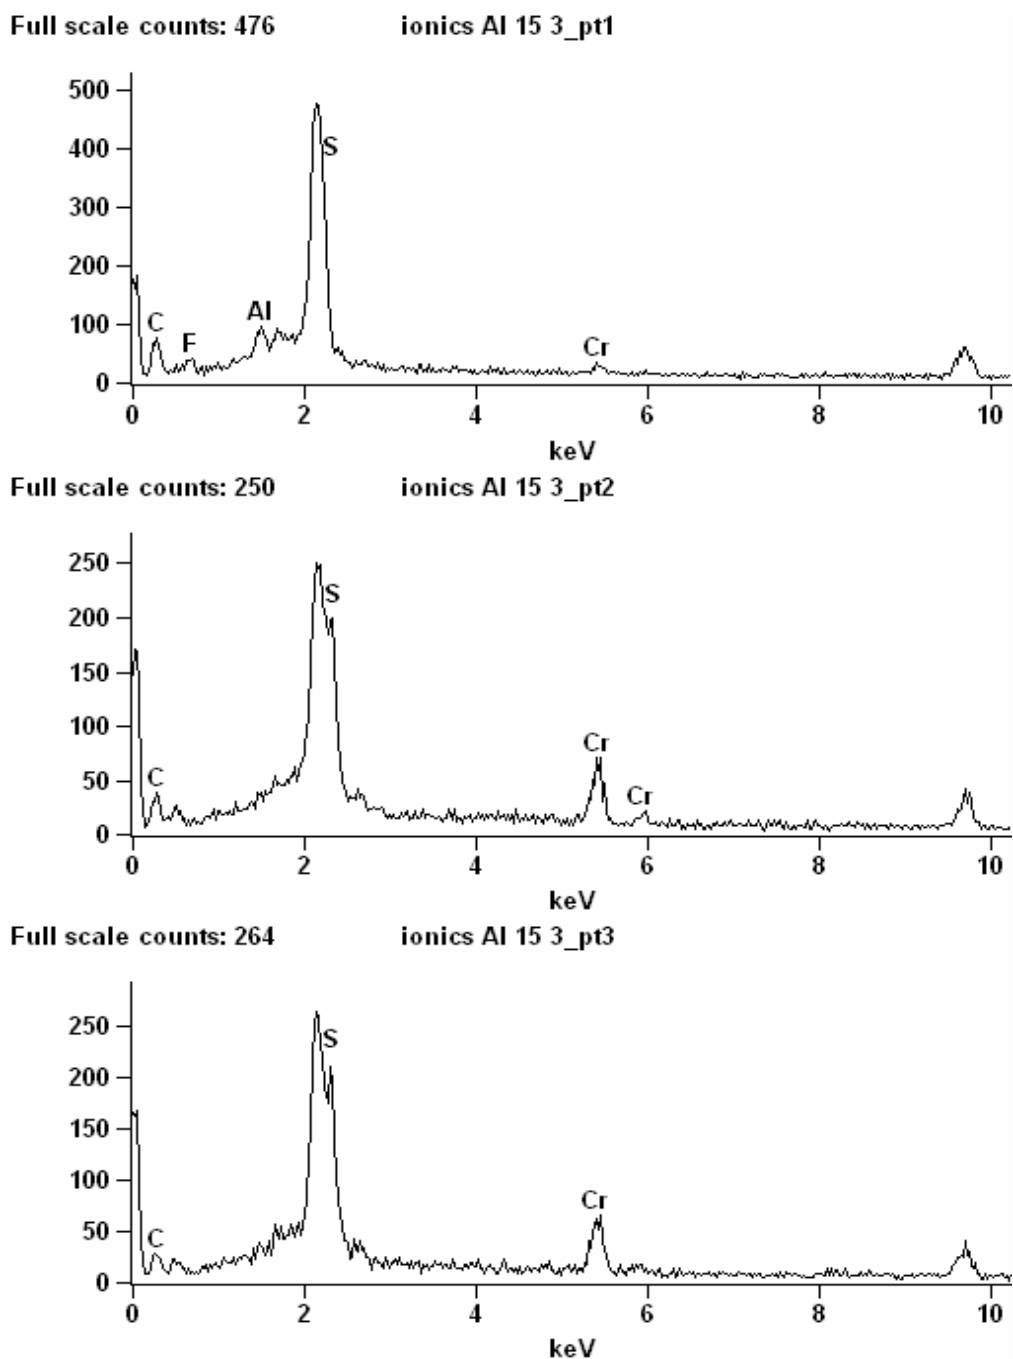 Full scale counts: 476 ionics Al 15 3_pt1
500
400
S
300
200
100
C F Al Cr
0
0 2 4 6 8 10
keV
Full scale counts: 250 ionics Al 15 3_pt2
250
200
S
150
100
Cr
50
C Cr
0
0 2 4 6 8 10
keV
Full scale counts: 264 ionics Al 15 3_pt3
250
S
200
150
100
Cr
50
C
0
0 2 4 6 8 10
keV